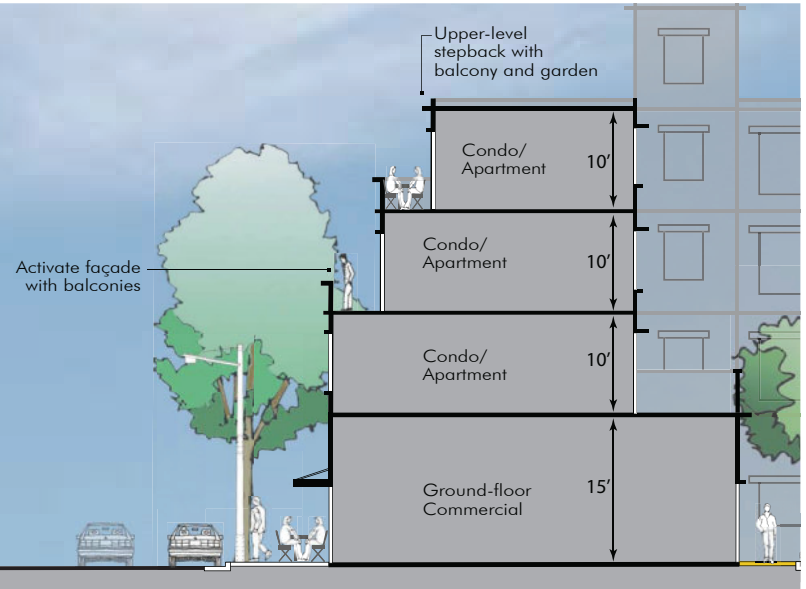 Upper-level
stepback with
balcony and garden
Condo/
Apartment
10'
Condo/
Apartment
10'
Activate façade
with balconies
Condo/
Apartment
10'
Ground-floor
Commercial
15'